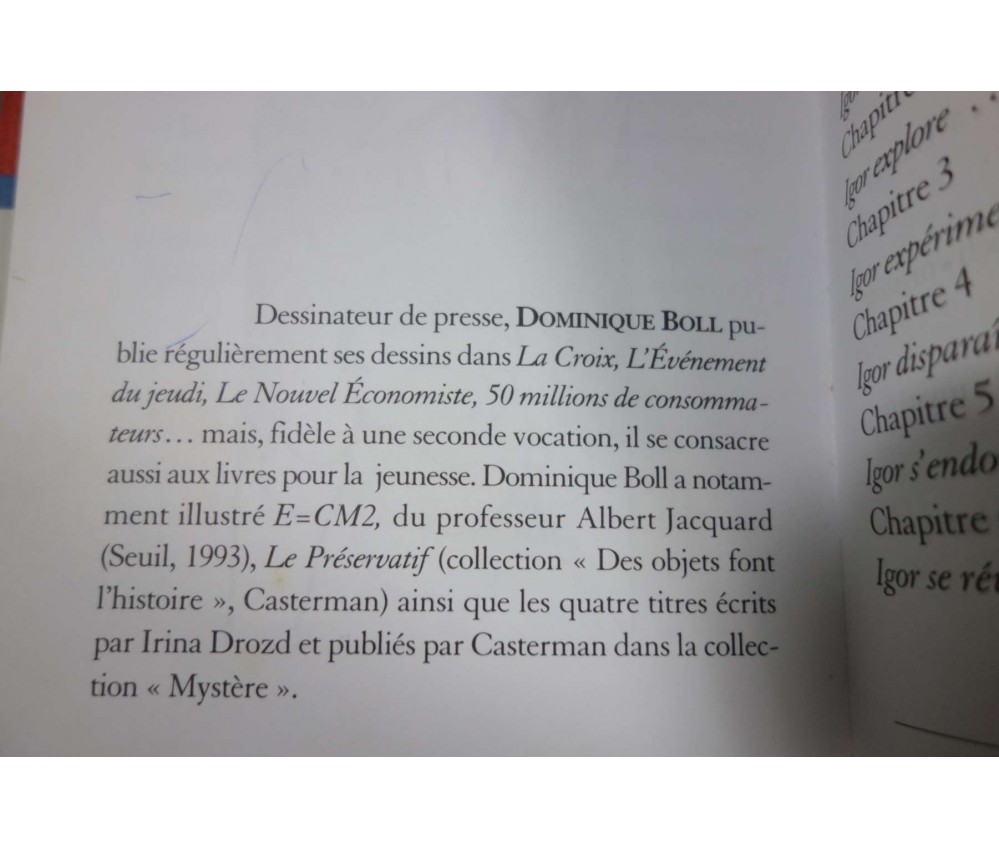 Dessinateur de presse, DOMINIQUE BOLL pu-
blie régulièrement ses dessins dans La Croix, L'Événement
du jeudi, Le Nouvel Économiste, 50 millions de consomma-
teurs... mais, fidèle à une seconde vocation, il se consacre
aussi aux livres pour la jeunesse. Dominique Boll a notam-
ment illustré E=CM2, du professeur Albert Jacquard
(Seuil, 1993), Le Préservatif (collection « Des objets font
l'histoire », Casterman) ainsi que les quatre titres écrits
par Irina Drozd et publiés par Casterman dans la collec-
tion « Mystère ».
Igor explore . .
Chapitre 3
Igor
Chapitre 4
Igor
Chapitre 5
Igor
Chapitre
Igor se